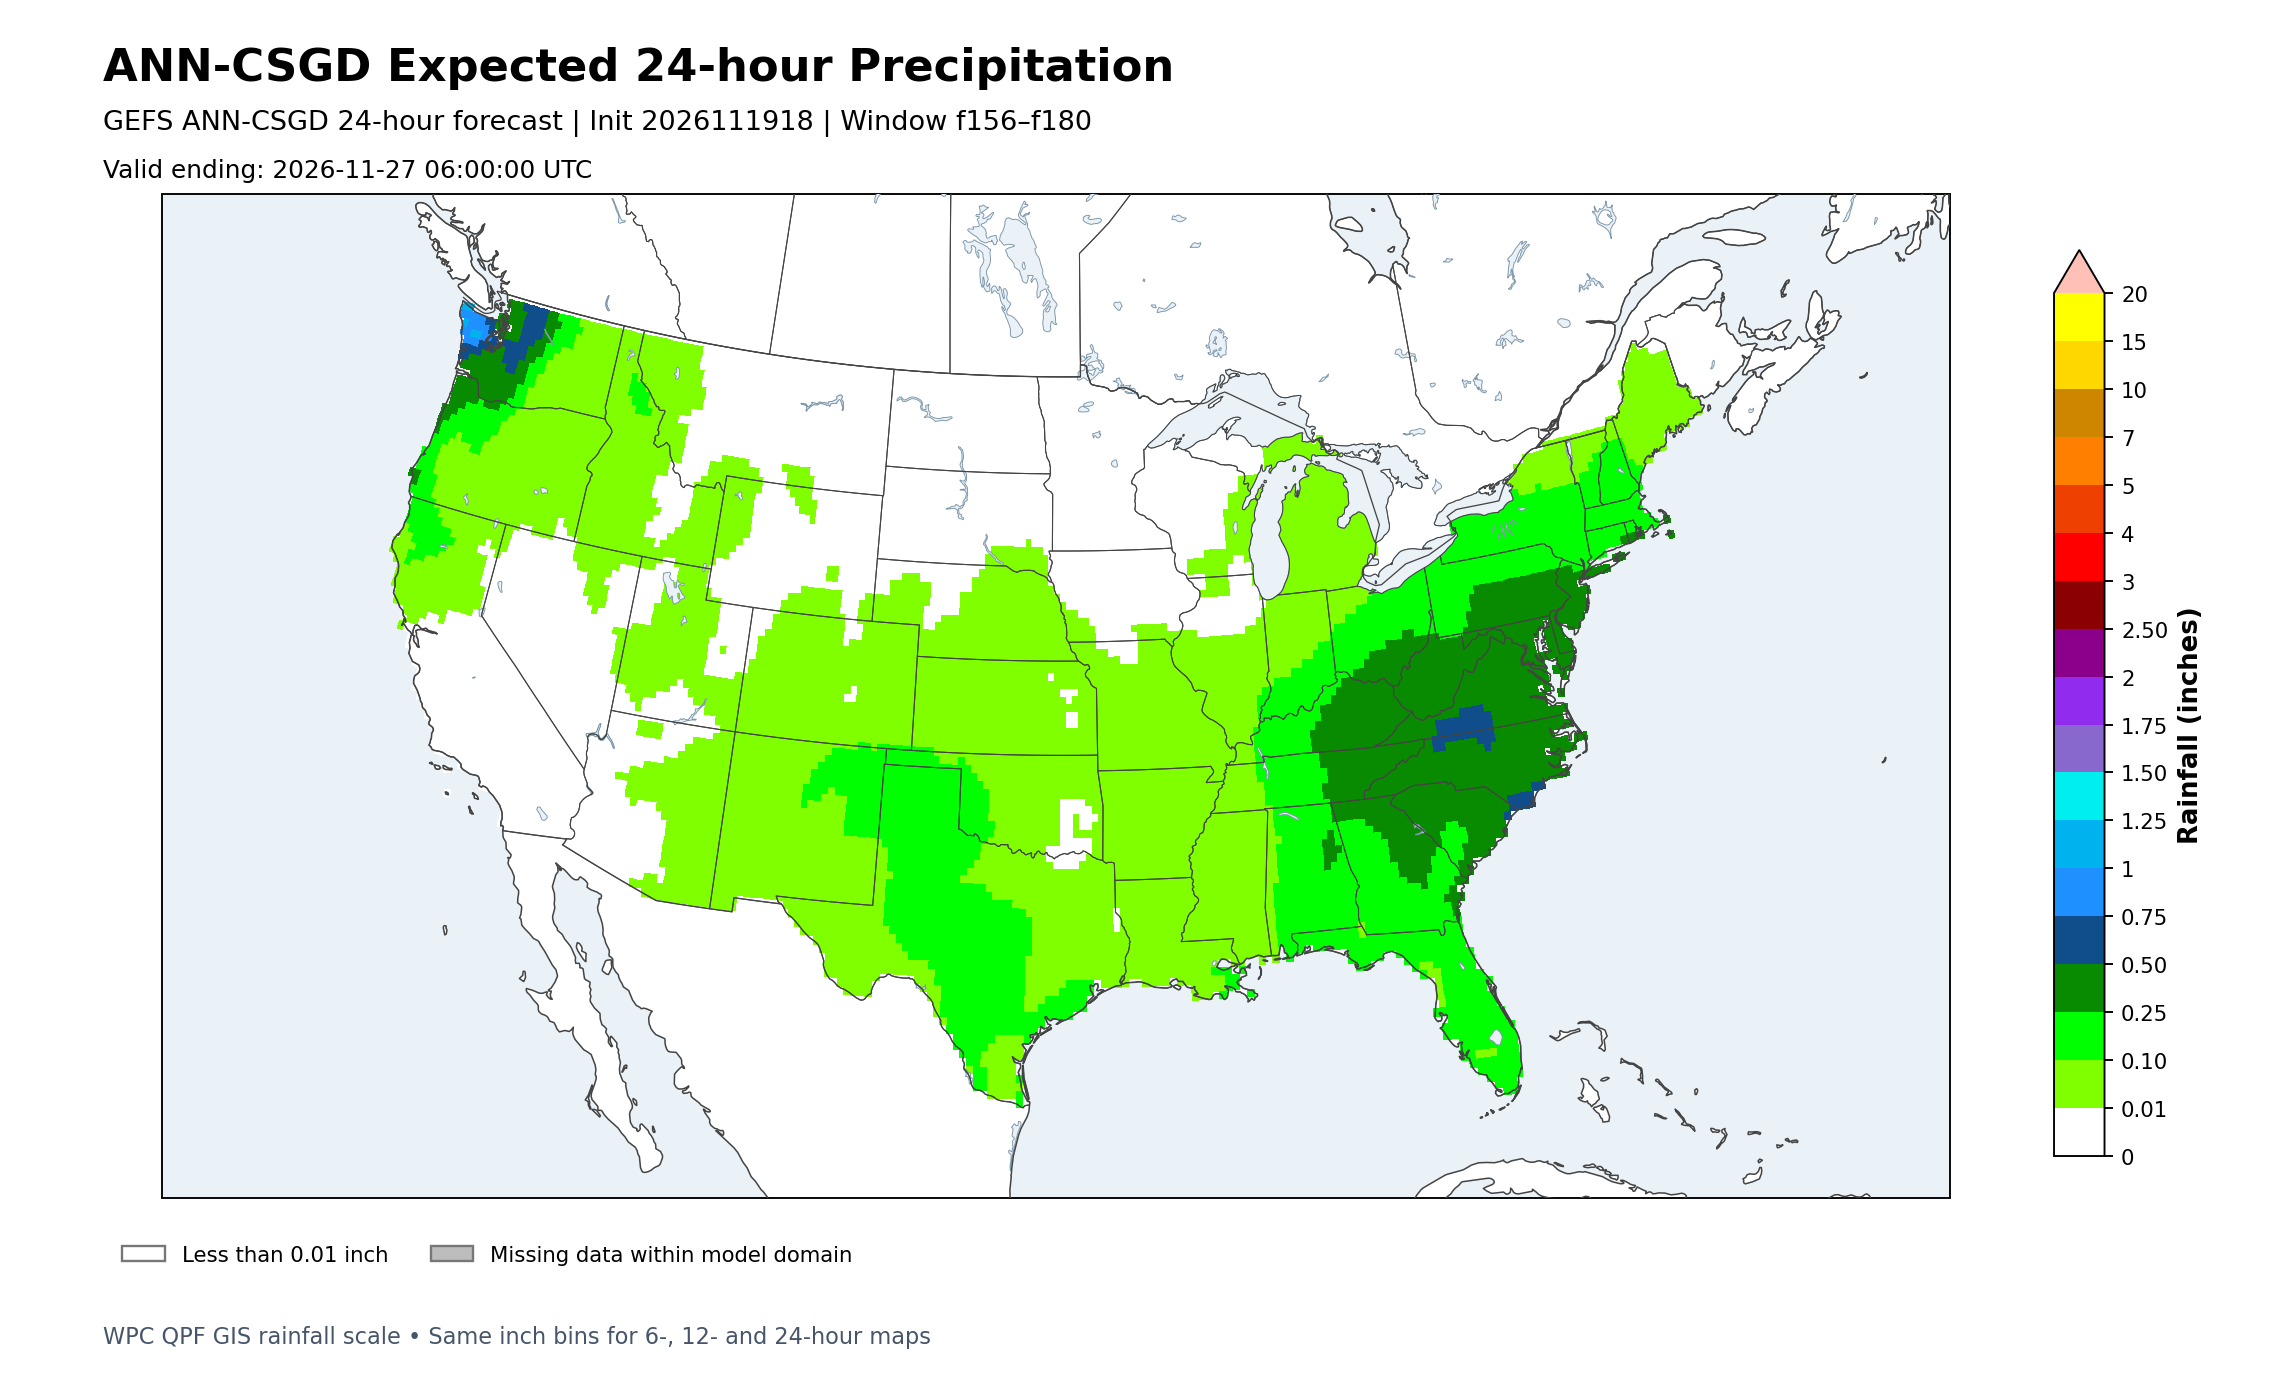 ANN-CSGD Expected 24-hour Precipitation
GEFS ANN-CSGD 24-hour forecast | Init 2026111918 | Window f156–f180
Valid ending: 2026-11-27 06:00:00 UTC
20
15
10
7
5
4
3
2.50
2
1.75
1.50
1.25
1
0.75
0.50
0.25
0.10
0.01
0
Rainfall (inches)
Less than 0.01 inch
Missing data within model domain
WPC QPF GIS rainfall scale • Same inch bins for 6-, 12- and 24-hour maps